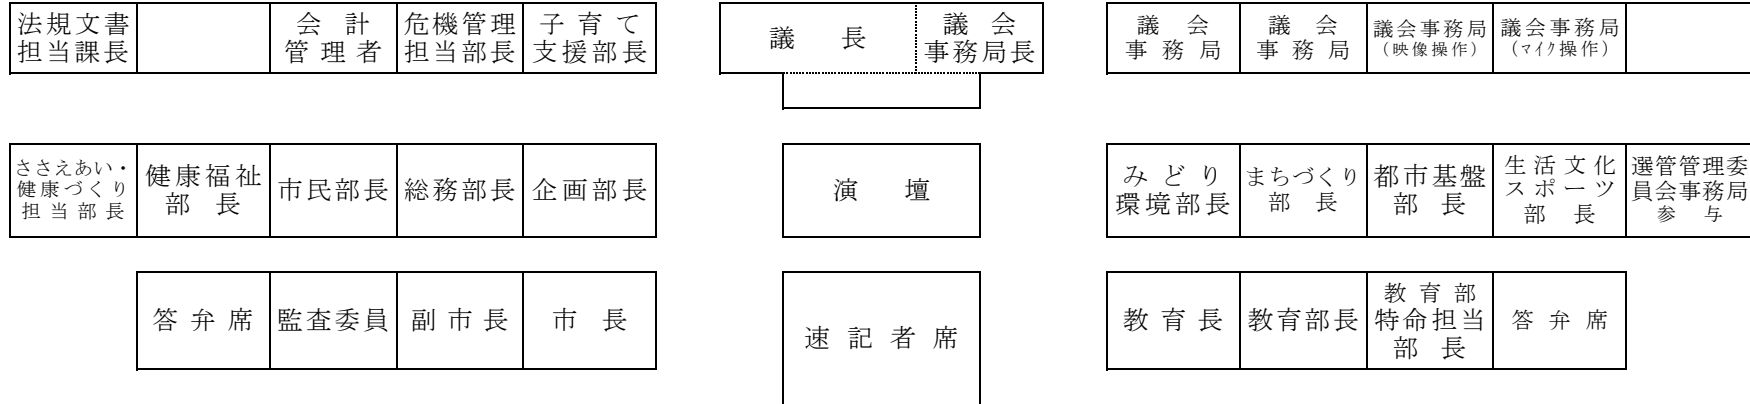 法規文書
担当課長
会計
管理者
危機管理
担当部長
子育て
支援部長
議長
議会
事務局長
議会
事務局
議会
事務局
議会事務局
（映像操作）
議会事務局
（マイク操作）
ささえあい・
健康づくり
担当部長
健康福祉
部長
市民部長
総務部長
企画部長
演壇
みどり
環境部長
まちづくり
部長
都市基盤
部長
生活文化
スポーツ
部長
選管管理委
員会事務局
参与
答弁席
監査委員
副市長
市長
速記者席
教育長
教育部長
教育部
特命担当
部長
答弁席